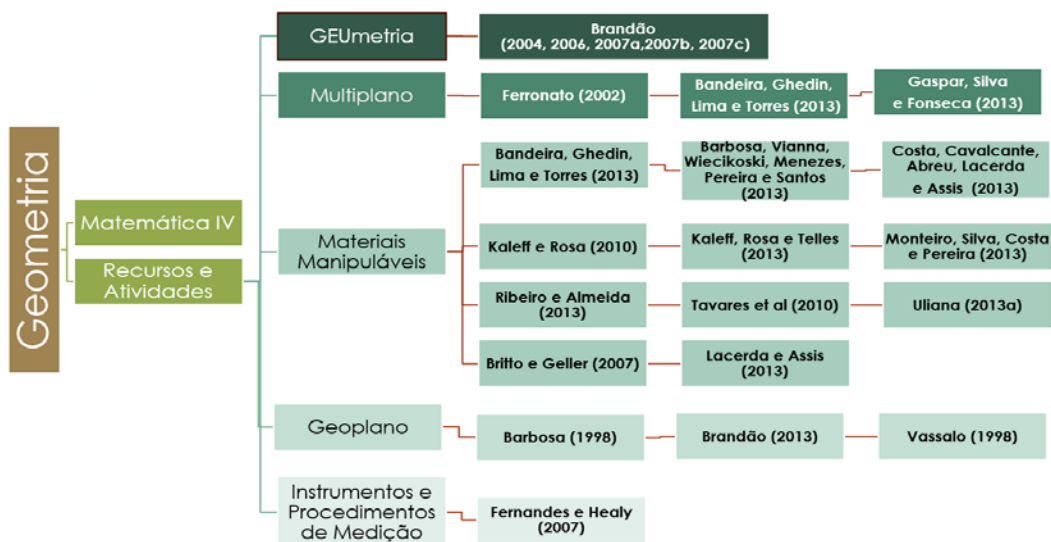 Geometria
Matemática IV
Recursos e
Atividades
GEUmetria
Brandão
(2004, 2006, 2007a,2007b, 2007c)
Multiplano
Ferronato (2002)
Bandeira, Ghedin,
Lima e Torres (2013)
Gaspar, Silva
e Fonseca (2013)
Materiais
Manipuláveis
Bandeira, Ghedin,
Lima e Torres (2013)
Barbosa, Vianna,
Wiecikoski, Menezes,
Pereira e Santos
(2013)
Costa, Cavalcante,
Abreu, Lacerda
e Assis (2013)
Kaleff e Rosa (2010)
Kaleff, Rosa e Telles
(2013)
Monteiro, Silva, Costa
e Pereira (2013)
Ribeiro e Almeida
(2013)
Tavares et al (2010)
Uliana (2013a)
Britto e Geller (2007)
Lacerda e Assis
(2013)
Geoplano
Barbosa (1998)
Brandão (2013)
Vassalo (1998)
Instrumentos e
Procedimentos
de Medição
Fernandes e Healy
(2007)